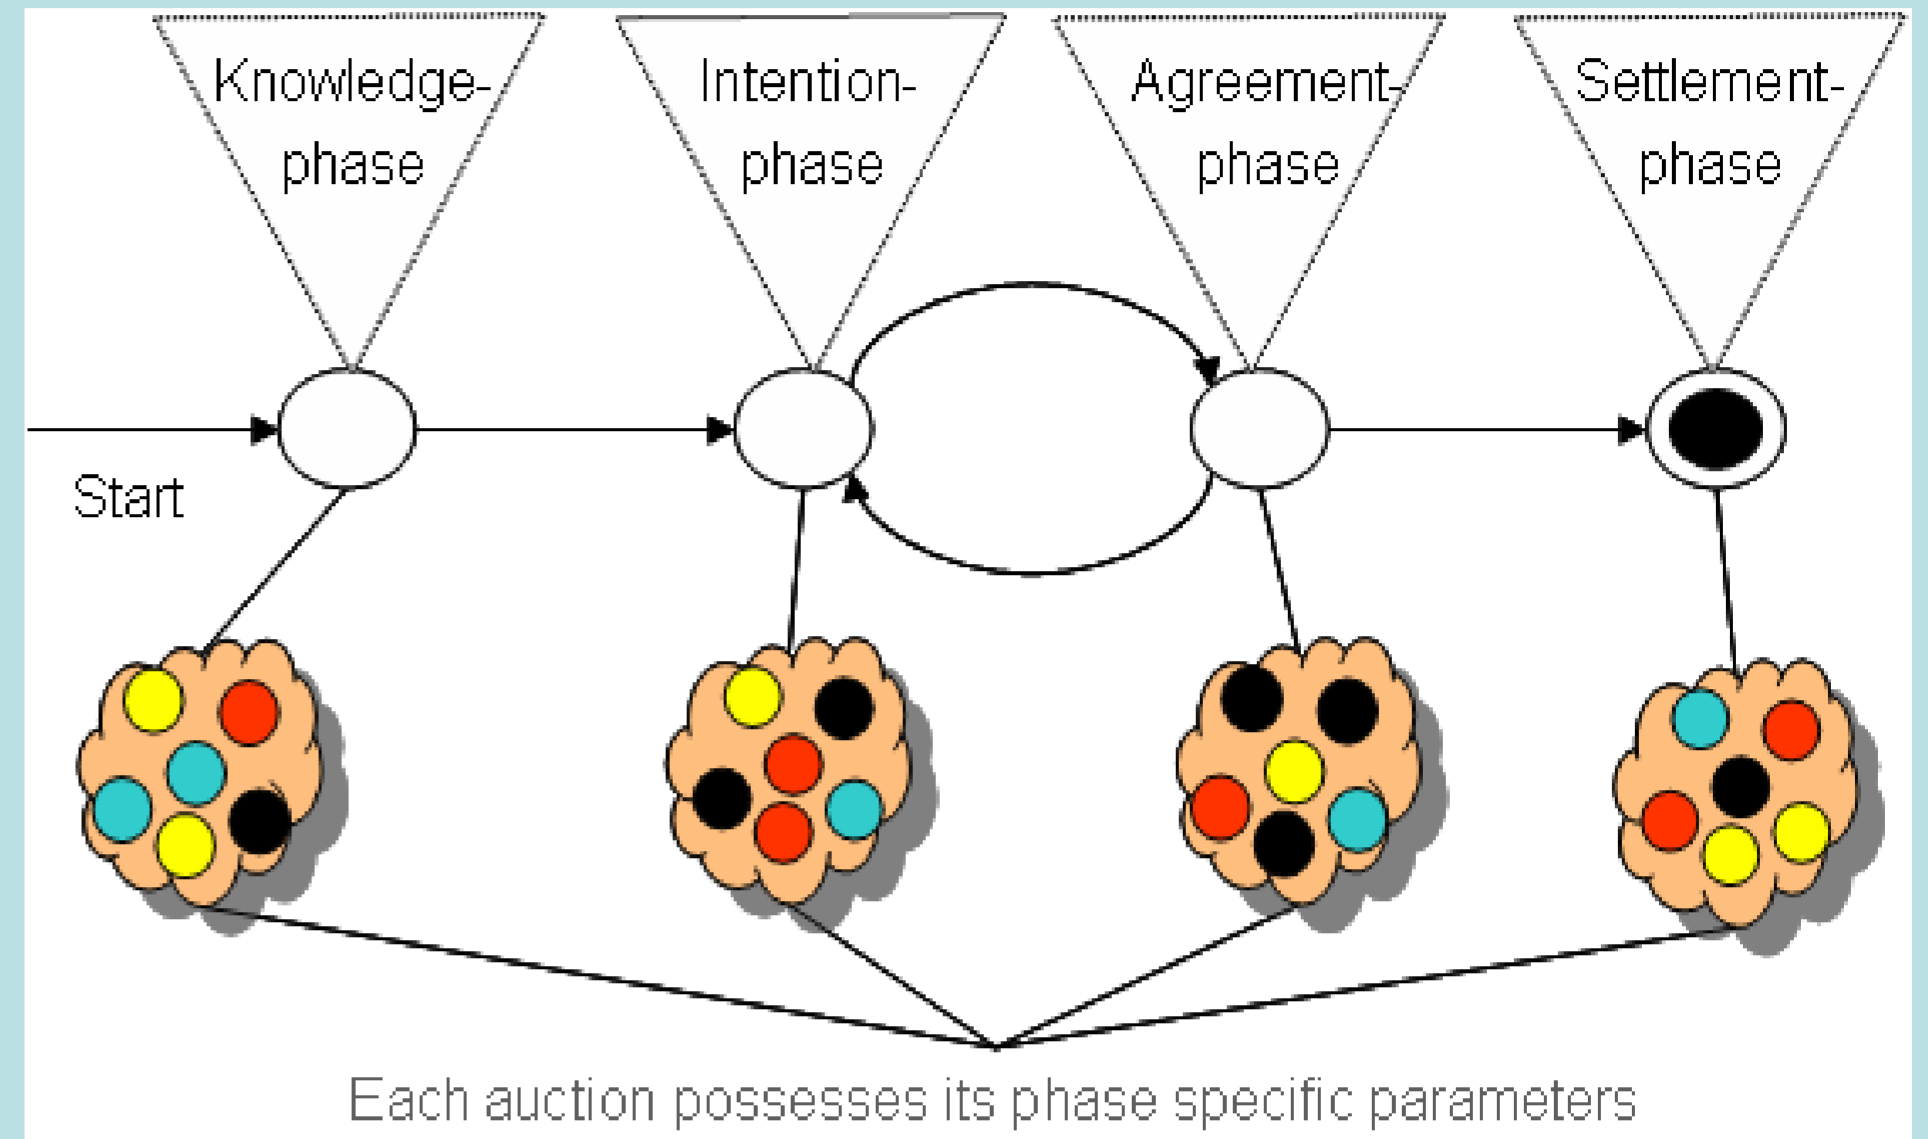 Knowledge-
phase
Intention-
phase
Agreement-
phase
Settlement-
phase
Start
Each auction possesses its phase specific parameters